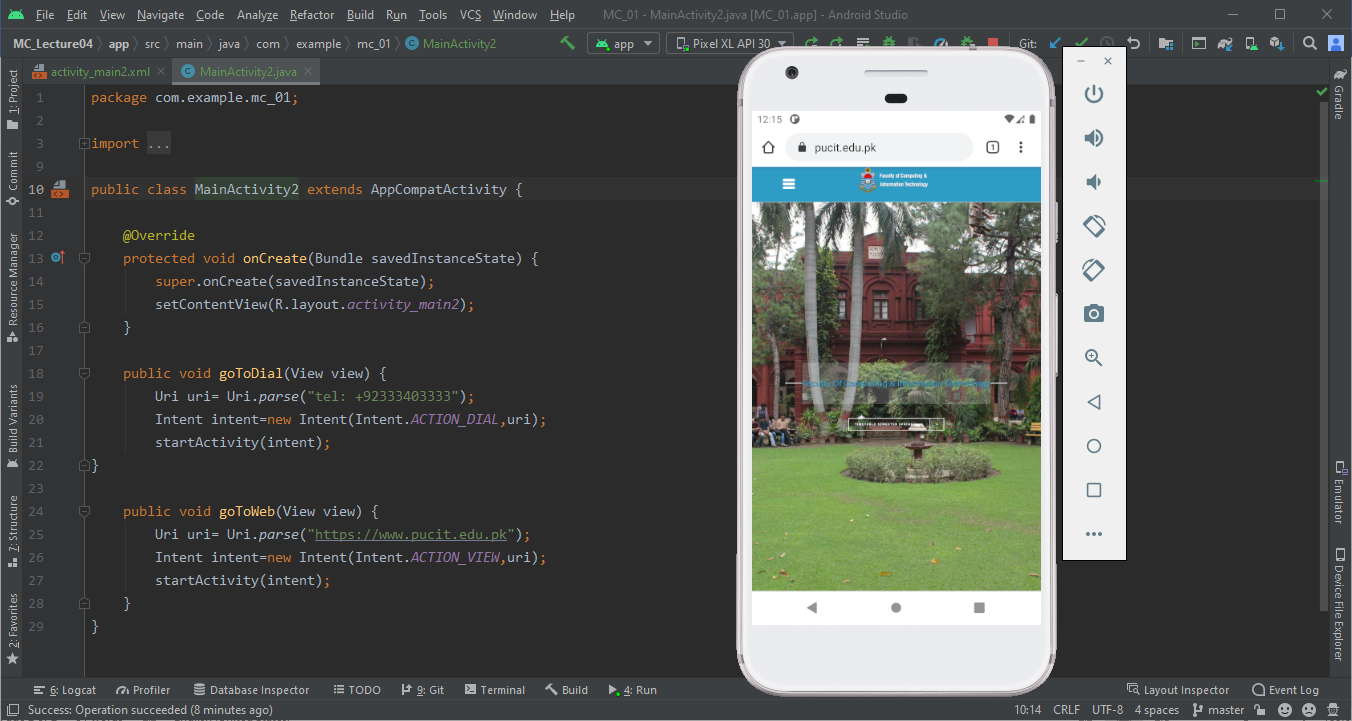 File Edit View Navigate Code Analyze Refactor Build Run Tools VCS Window Help MC_01 - MainActivity2.java [MC_01.app] - Android Studio
MC_Lecture04 app src main java com example mc_01 MainActivity2 app Pixel XL API 30 Git:
activity_main2.xml MainActivity2.java
1: Project
Commit
Resource Manager
Build Variants
7: Structure
2: Favorites
1 package com.example.mc_01;
2
3 import ...
9
10 public class MainActivity2 extends AppCompatActivity {
11
12 @Override
13 protected void onCreate(Bundle savedInstanceState) {
14 super.onCreate(savedInstanceState);
15 setContentView(R.layout.activity_main2);
16 }
17
18 public void goToDial(View view) {
19 Uri uri= Uri.parse("tel: +92333403333");
20 Intent intent=new Intent(Intent.ACTION_DIAL,uri);
21 startActivity(intent);
22 }
23
24 public void goToWeb(View view) {
25 Uri uri= Uri.parse("https://www.pucit.edu.pk");
26 Intent intent=new Intent(Intent.ACTION_VIEW,uri);
27 startActivity(intent);
28 }
29 }
12:15
pucit.edu.pk 1
Faculty of Computing &
Information Technology
Faculty Of Computing & Information Technology
TIMETABLE SEMESTER
Gradle
Emulator
Device File Explorer
6: Logcat Profiler Database Inspector TODO 9: Git Terminal Build 4: Run Layout Inspector Event Log
Success: Operation succeeded (8 minutes ago) 10:14 CRLF UTF-8 4 spaces master